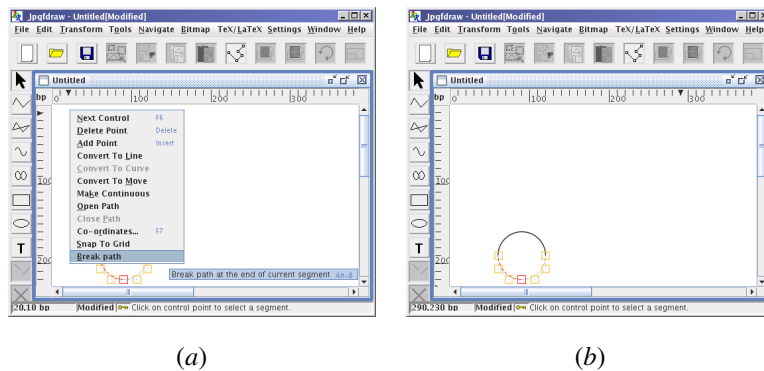 Jpgfdraw - Untitled[Modified]
File Edit Transform Tools Navigate Bitmap TeX/LaTeX Settings Window Help
Untitled
bp 0 100 200 300
Next Control F6
Delete Point Delete
Add Point Insert
Convert To Line
Convert To Curve
100
Convert To Move
Make Continuous
Open Path
Close Path
Co-ordinates... F7
T
Snap To Grid
Break path
200
Break path at the end of current segment Alt-B
20,10 bp Modified Click on control point to select a segment.
(a)
Jpgfdraw - Untitled[Modified]
File Edit Transform Tools Navigate Bitmap TeX/LaTeX Settings Window Help
Untitled
bp 0 100 200 300
100
T
200
290,230 bp Modified Click on control point to select a segment.
(b)